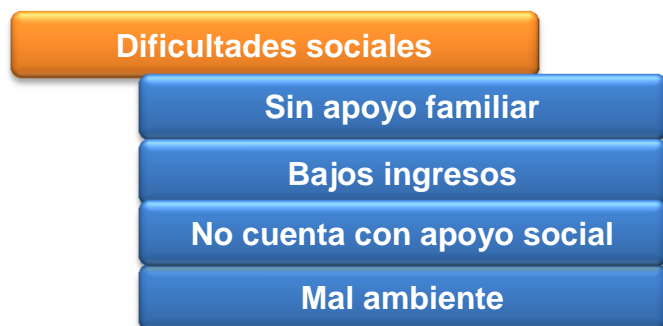 Dificultades sociales
Sin apoyo familiar
Bajos ingresos
No cuenta con apoyo social
Mal ambiente